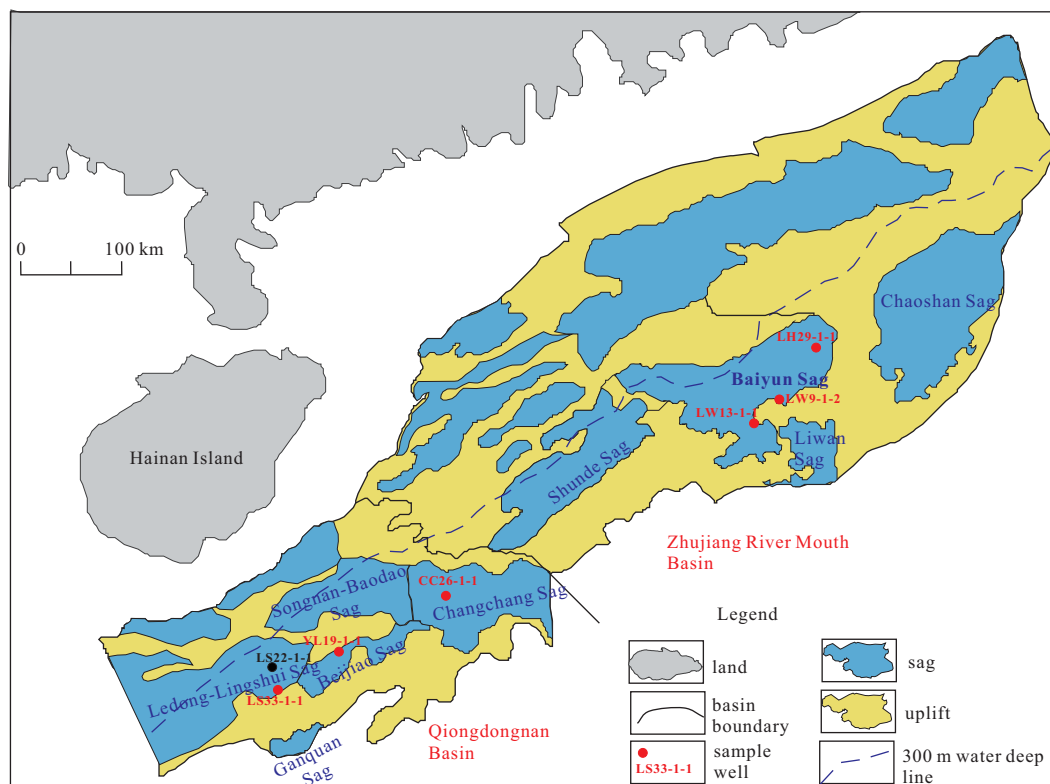 0
100 km
Chaoshan Sag
LH29-1-1
Baiyun Sag
LW9-1-2
LW13-1-1
Liwan
Sag
Hainan Island
Shunde Sag
Zhujiang River Mouth
Basin
CC26-1-1
Songnan-Baodao
Sag
Changchang Sag
YL19-1-1
LS22-1-1
Beijiao Sag
Ledong-Lingshui Sag
LS33-1-1
Qiongdongnan
Basin
Ganquan
Sag
Legend
land
sag
basin
boundary
uplift
LS33-1-1
sample
well
300 m water deep
line